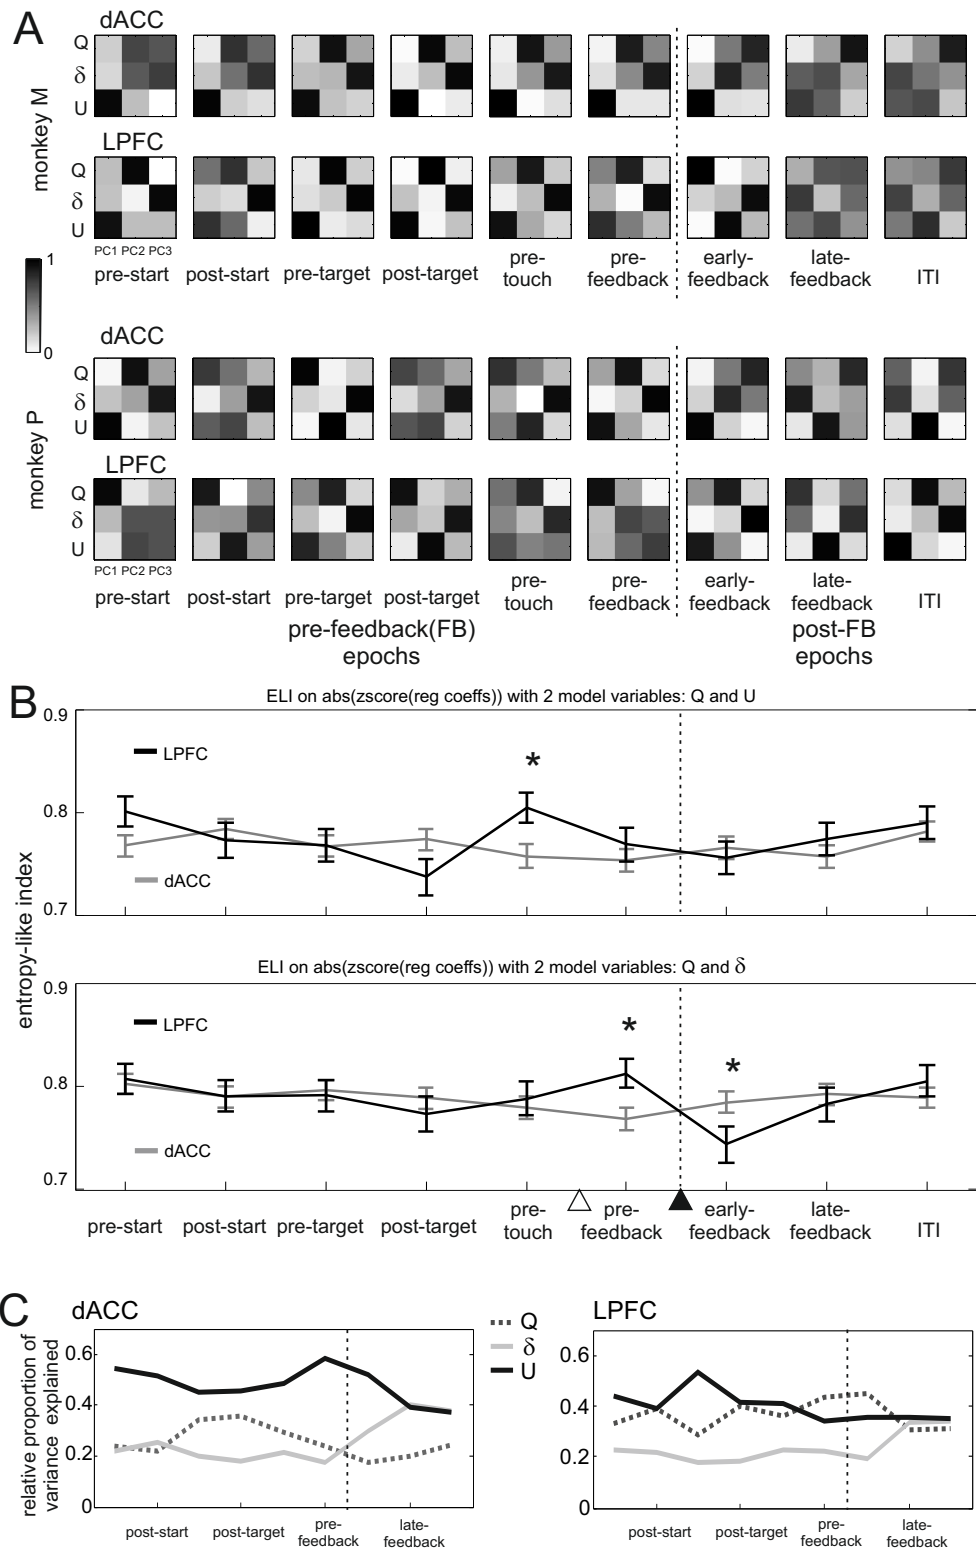 A
dACC
monkey M
Q
δ
U
LPFC
Q
δ
U
PC1 PC2 PC3
pre-start
post-start
pre-target
post-target
pre-
touch
pre-
feedback
early-
feedback
late-
feedback
ITI
1
0
dACC
monkey P
Q
δ
U
LPFC
Q
δ
U
PC1 PC2 PC3
pre-start
post-start
pre-target
post-target
pre-
touch
pre-
feedback
early-
feedback
late-
feedback
ITI
pre-feedback(FB)
epochs
post-FB
epochs
B
ELI on abs(zscore(reg coeffs)) with 2 model variables: Q and U
entropy-like index
0.9
0.8
0.7
LPFC
dACC
*
ELI on abs(zscore(reg coeffs)) with 2 model variables: Q and δ
0.9
0.8
0.7
LPFC
dACC
*
*
pre-start
post-start
pre-target
post-target
pre-
touch
pre-
feedback
early-
feedback
late-
feedback
ITI
C
dACC
relative proportion of
variance explained
0.6
0.4
0.2
0
post-start
post-target
pre-
feedback
late-
feedback
Q
δ
U
LPFC
0.6
0.4
0.2
0
post-start
post-target
pre-
feedback
late-
feedback